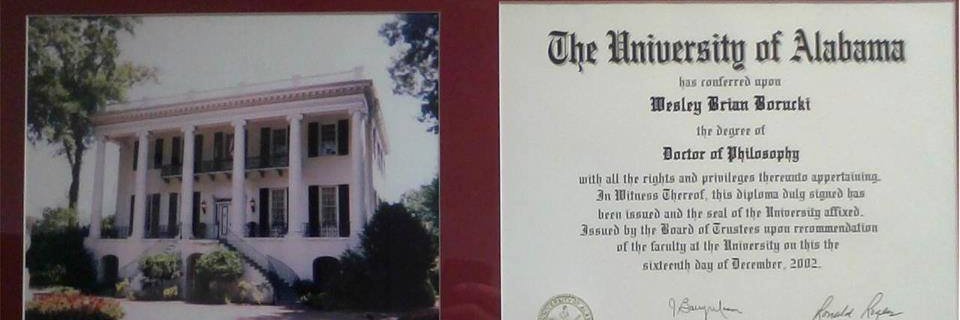 The University of Alabama
has conferred upon
Wesley Brian Borucki
the degree of
Doctor of Philosophy
with all the rights and privileges thereunto appertaining.
In Witness Thereof, this diploma duly signed has
been issued and the seal of the University affixed.
Issued by the Board of Trustees upon recommendation
of the faculty at the University on this the
sixteenth day of December, 2002.